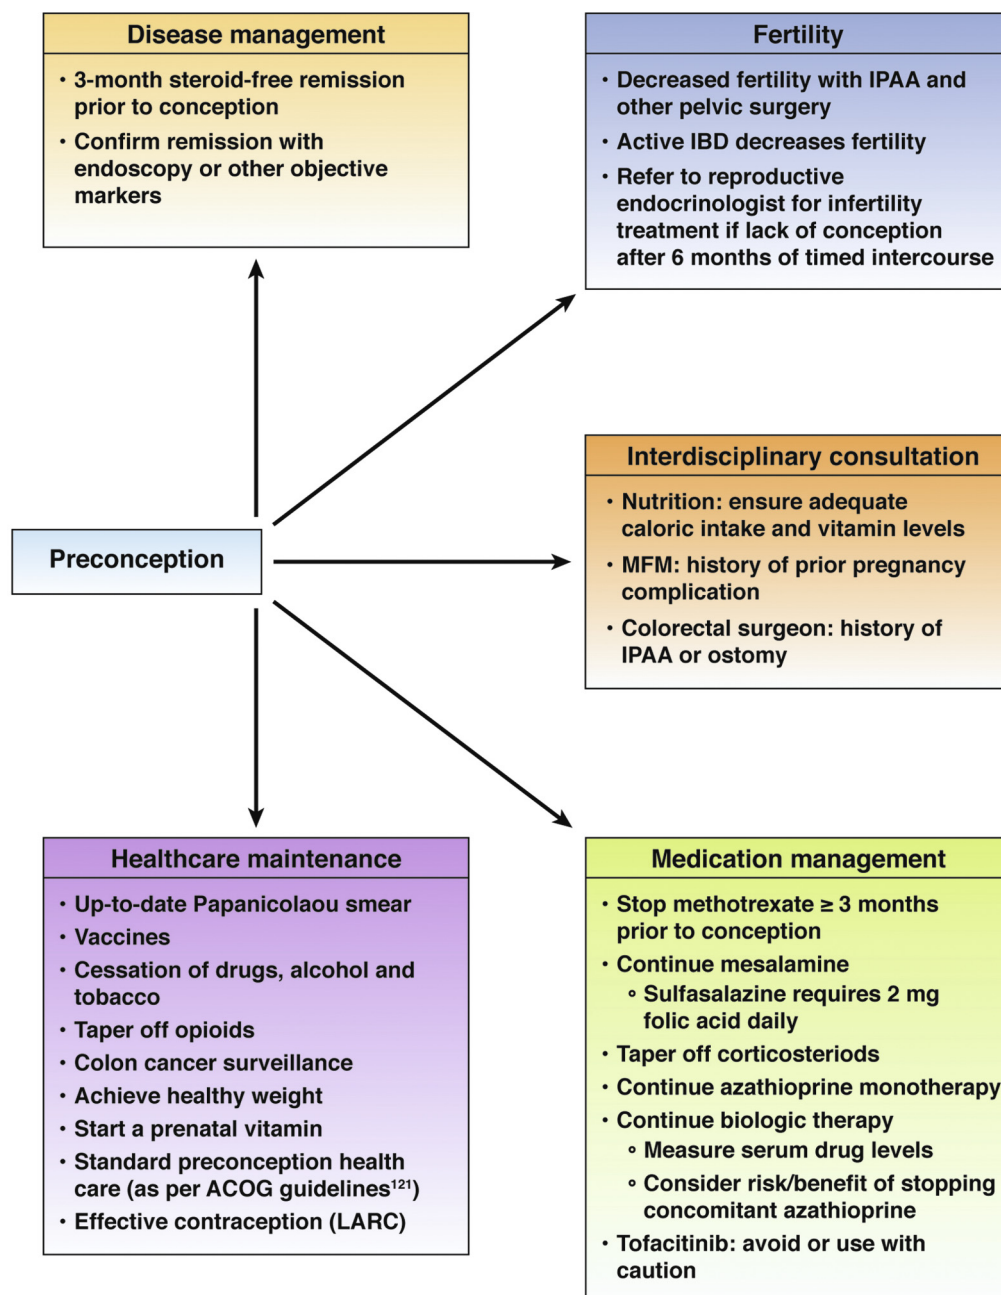 Disease management
• 3-month steroid-free remission
prior to conception
• Confirm remission with
endoscopy or other objective
markers
Fertility
• Decreased fertility with IPAA and
other pelvic surgery
• Active IBD decreases fertility
• Refer to reproductive
endocrinologist for infertility
treatment if lack of conception
after 6 months of timed intercourse
Preconception
Interdisciplinary consultation
• Nutrition: ensure adequate
caloric intake and vitamin levels
• MFM: history of prior pregnancy
complication
• Colorectal surgeon: history of
IPAA or ostomy
Healthcare maintenance
• Up-to-date Papanicolaou smear
• Vaccines
• Cessation of drugs, alcohol and
tobacco
• Taper off opioids
• Colon cancer surveillance
• Achieve healthy weight
• Start a prenatal vitamin
• Standard preconception health
care (as per ACOG guidelines¹²¹)
• Effective contraception (LARC)
Medication management
• Stop methotrexate ≥ 3 months
prior to conception
• Continue mesalamine
∘ Sulfasalazine requires 2 mg
folic acid daily
• Taper off corticosteriods
• Continue azathioprine monotherapy
• Continue biologic therapy
∘ Measure serum drug levels
∘ Consider risk/benefit of stopping
concomitant azathioprine
• Tofacitinib: avoid or use with
caution